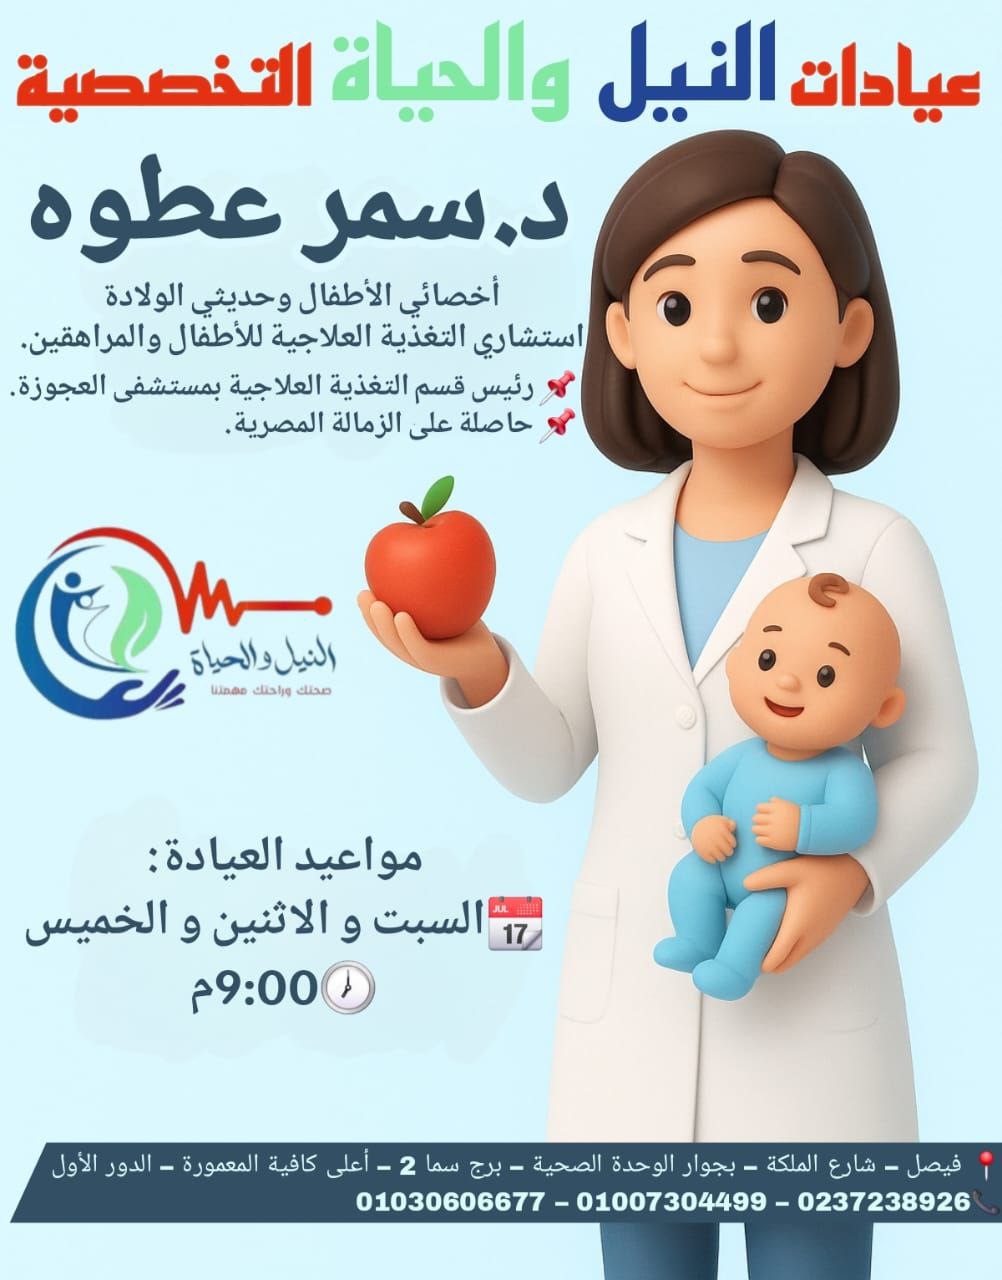 عيادات النيل والحياة التخصصية
د.سمر عطوه
أخصائي الأطفال وحديثي الولادة
استشاري التغذية العلاجية للأطفال والمراهقين.
📌 رئيس قسم التغذية العلاجية بمستشفى العجوزة.
📌 حاصلة على الزمالة المصرية.
النيل والحياة
صحتك وراحتك مهمتنا
مواعيد العيادة:
📅السبت و الاثنين و الخميس
🕗9:00م
📍 فيصل – شارع الملكة – بجوار الوحدة الصحية – برج سما 2 – أعلى كافية المعمورة – الدور الأول
📞0237238926 – 01007304499 – 01030606677